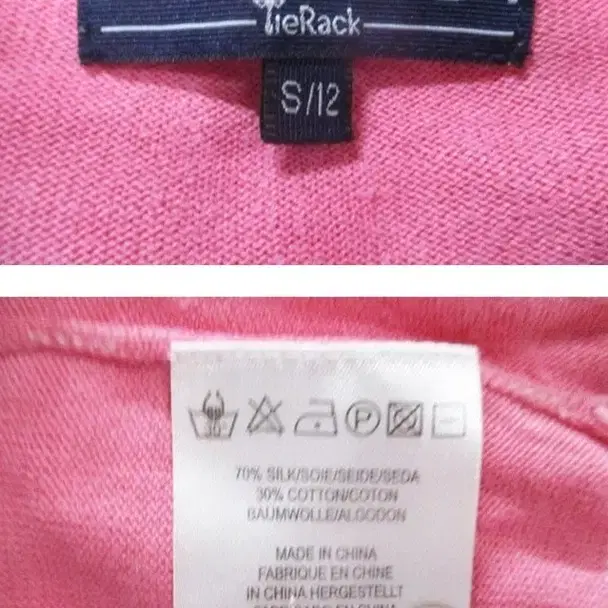 TieRack
S/12
30
P
70% SILK/SOIE/SEIDE/SEDA
30% COTTON/COTON
BAUMWOLLE/ALGODON
MADE IN CHINA
FABRIQUE EN CHINE
IN CHINA HERGESTELLT